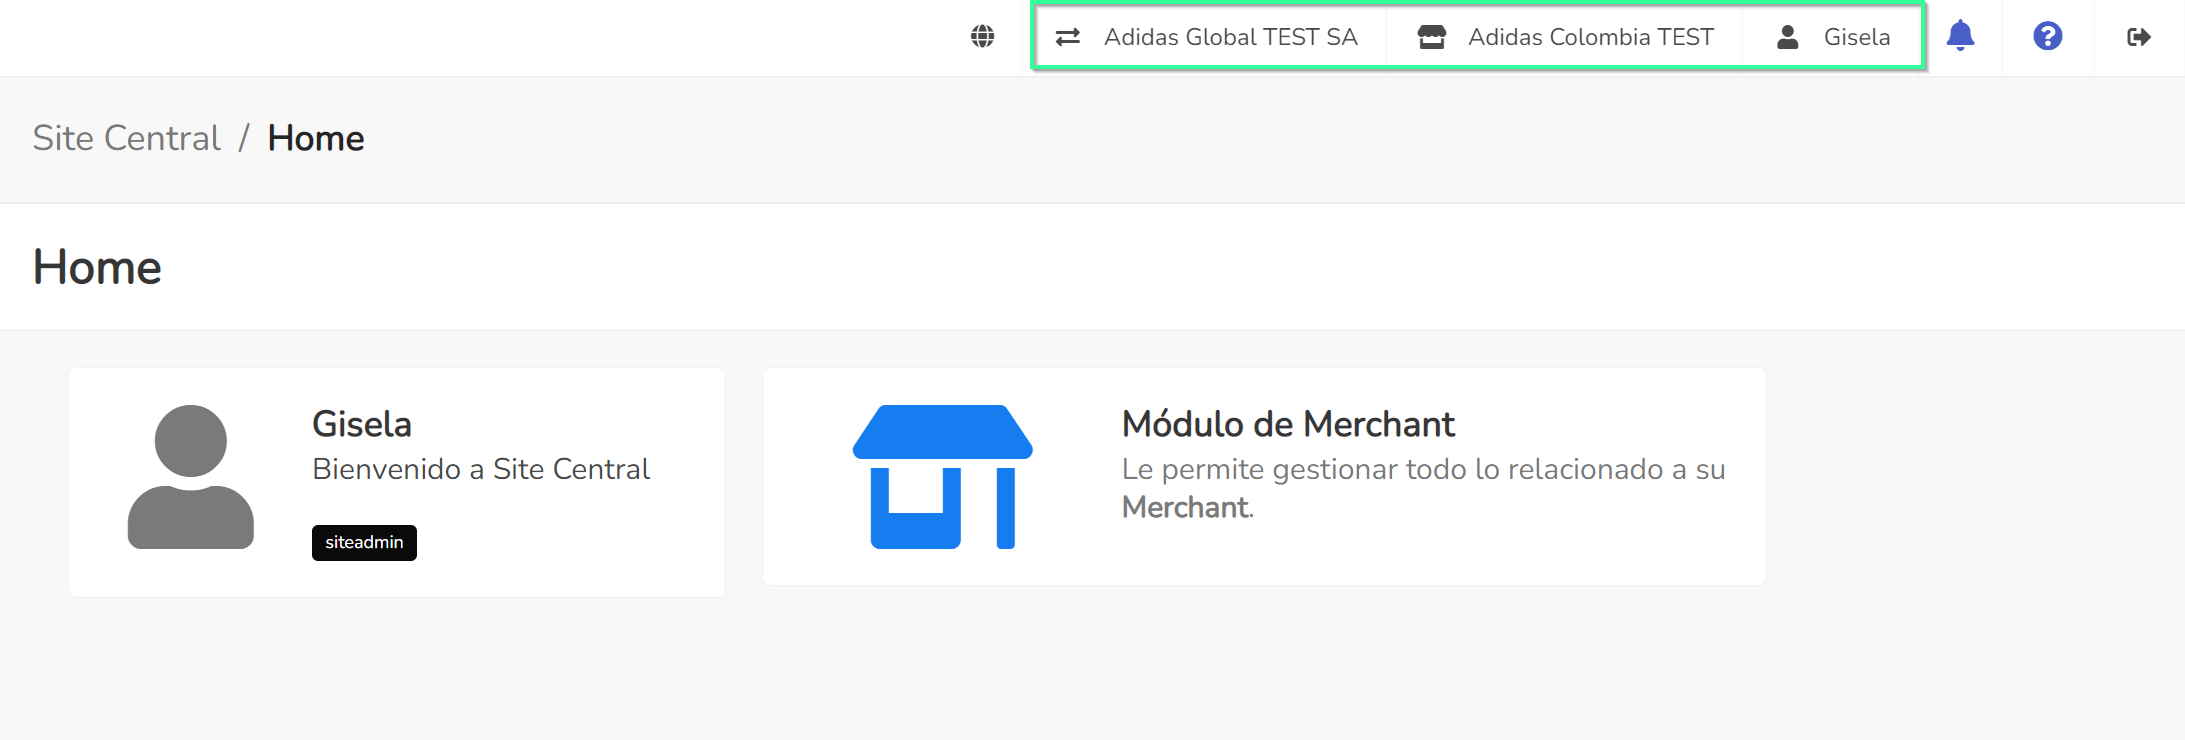 Adidas Global TEST SA Adidas Colombia TEST Gisela
Site Central / Home
Home
Gisela
Bienvenido a Site Central
siteadmin
Módulo de Merchant
Le permite gestionar todo lo relacionado a su
Merchant.